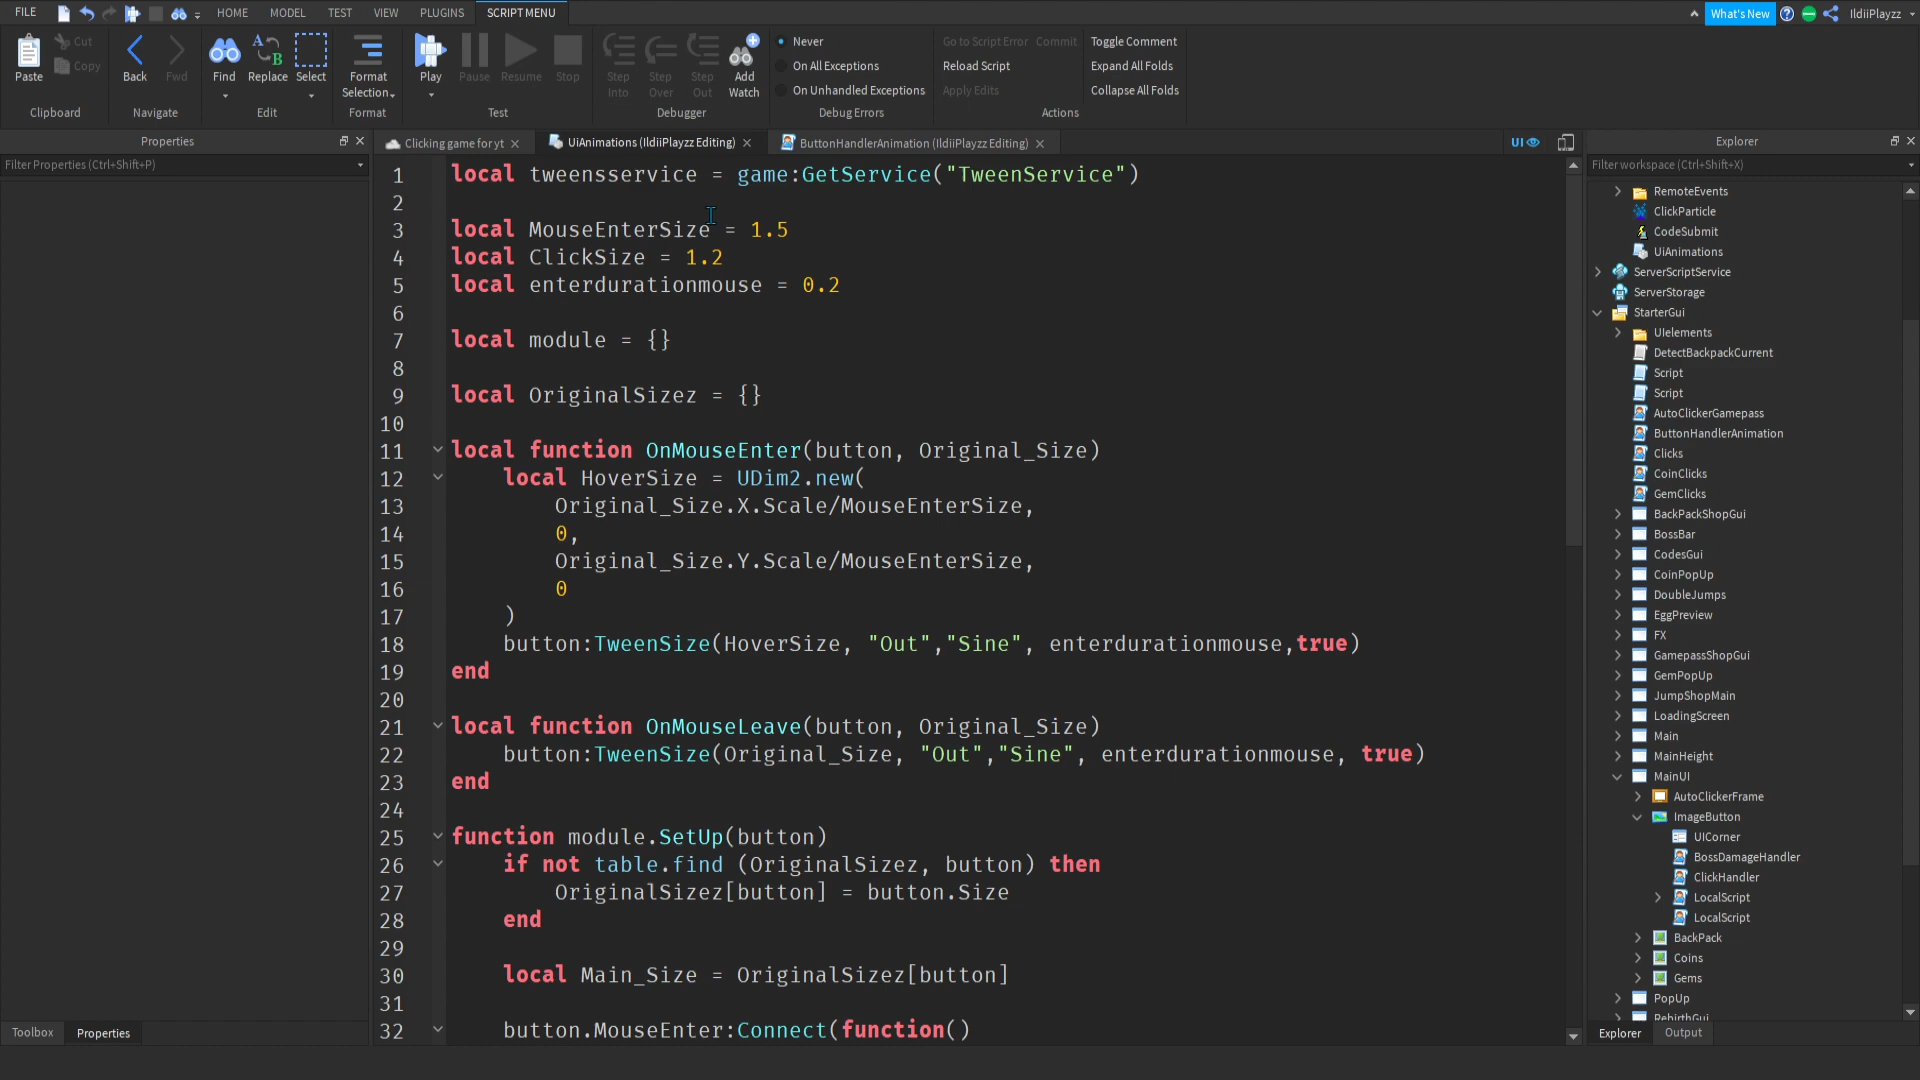 FILE HOME MODEL TEST VIEW PLUGINS SCRIPT MENU What's New IldiiPlayzz
Paste Cut Copy Clipboard
Back Fwd Navigate
Find Replace Select Edit
Format Selection Format
Play Pause Resume Stop Test
Step Into Step Over Step Out Add Watch Debugger
Never
On All Exceptions
On Unhandled Exceptions
Debug Errors
Go to Script Error Commit Toggle Comment
Reload Script Expand All Folds
Apply Edits Collapse All Folds
Actions
Properties
Filter Properties (Ctrl+Shift+P)
Toolbox Properties
Clicking game for yt UiAnimations (IldiiPlayzz Editing) ButtonHandlerAnimation (IldiiPlayzz Editing) UI
1 local tweensservice = game:GetService("TweenService")
2
3 local MouseEnterSize = 1.5
4 local ClickSize = 1.2
5 local enterdurationmouse = 0.2
6
7 local module = {}
8
9 local OriginalSizez = {}
10
11 local function OnMouseEnter(button, Original_Size)
12 local HoverSize = UDim2.new(
13 Original_Size.X.Scale/MouseEnterSize,
14 0,
15 Original_Size.Y.Scale/MouseEnterSize,
16 0
17 )
18 button:TweenSize(HoverSize, "Out","Sine", enterdurationmouse,true)
19 end
20
21 local function OnMouseLeave(button, Original_Size)
22 button:TweenSize(Original_Size, "Out","Sine", enterdurationmouse, true)
23 end
24
25 function module.SetUp(button)
26 if not table.find (OriginalSizez, button) then
27 OriginalSizez[button] = button.Size
28 end
29
30 local Main_Size = OriginalSizez[button]
31
32 button.MouseEnter:Connect(function()
Explorer
Filter workspace (Ctrl+Shift+X)
RemoteEvents
ClickParticle
CodeSubmit
UiAnimations
ServerScriptService
ServerStorage
StarterGui
UIelements
DetectBackpackCurrent
Script
Script
AutoClickerGamepass
ButtonHandlerAnimation
Clicks
CoinClicks
GemClicks
BackPackShopGui
BossBar
CodesGui
CoinPopUp
DoubleJumps
EggPreview
FX
GamepassShopGui
GemPopUp
JumpShopMain
LoadingScreen
Main
MainHeight
MainUI
AutoClickerFrame
ImageButton
UICorner
BossDamageHandler
ClickHandler
LocalScript
LocalScript
BackPack
Coins
Gems
PopUp
RebirthGui
Explorer Output